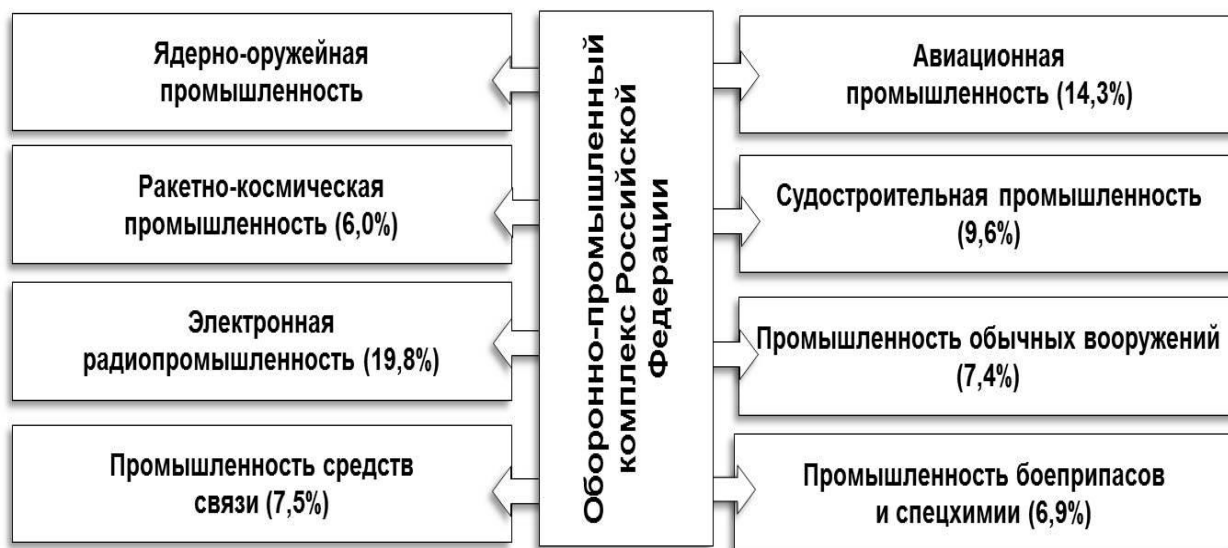 Ядерно-оружейная
промышленность
Ракетно-космическая
промышленность (6,0%)
Электронная
радиопромышленность (19,8%)
Промышленность средств
связи (7,5%)
Оборонно-промышленный
комплекс Российской
Федерации
Авиационная
промышленность (14,3%)
Судостроительная промышленность
(9,6%)
Промышленность обычных вооружений
(7,4%)
Промышленность боеприпасов
и спецхимии (6,9%)